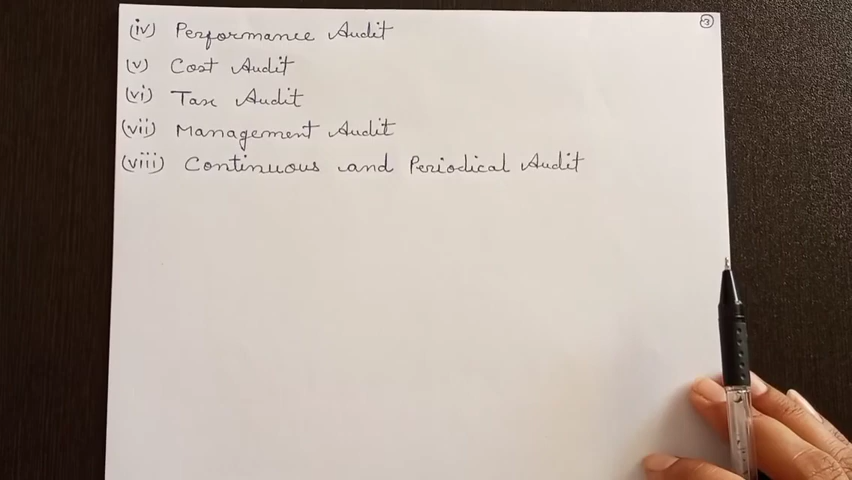 3
(iv) Performance Audit
(v) Cost Audit
(vi) Tax Audit
(vii) Management Audit
(viii) Continuous and Periodical Audit